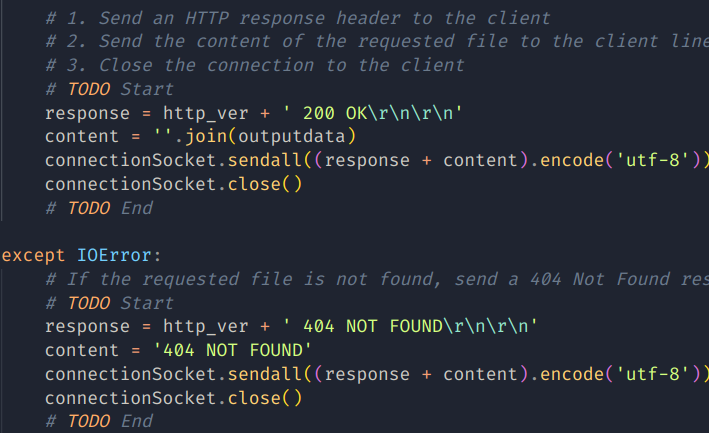 # 1. Send an HTTP response header to the client
# 2. Send the content of the requested file to the client line
# 3. Close the connection to the client
# TODO Start
response = http_ver + ' 200 OK\r\n\r\n'
content = ''.join(outputdata)
connectionSocket.sendall((response + content).encode('utf-8'))
connectionSocket.close()
# TODO End
except IOError:
# If the requested file is not found, send a 404 Not Found res
# TODO Start
response = http_ver + ' 404 NOT FOUND\r\n\r\n'
content = '404 NOT FOUND'
connectionSocket.sendall((response + content).encode('utf-8'))
connectionSocket.close()
# TODO End